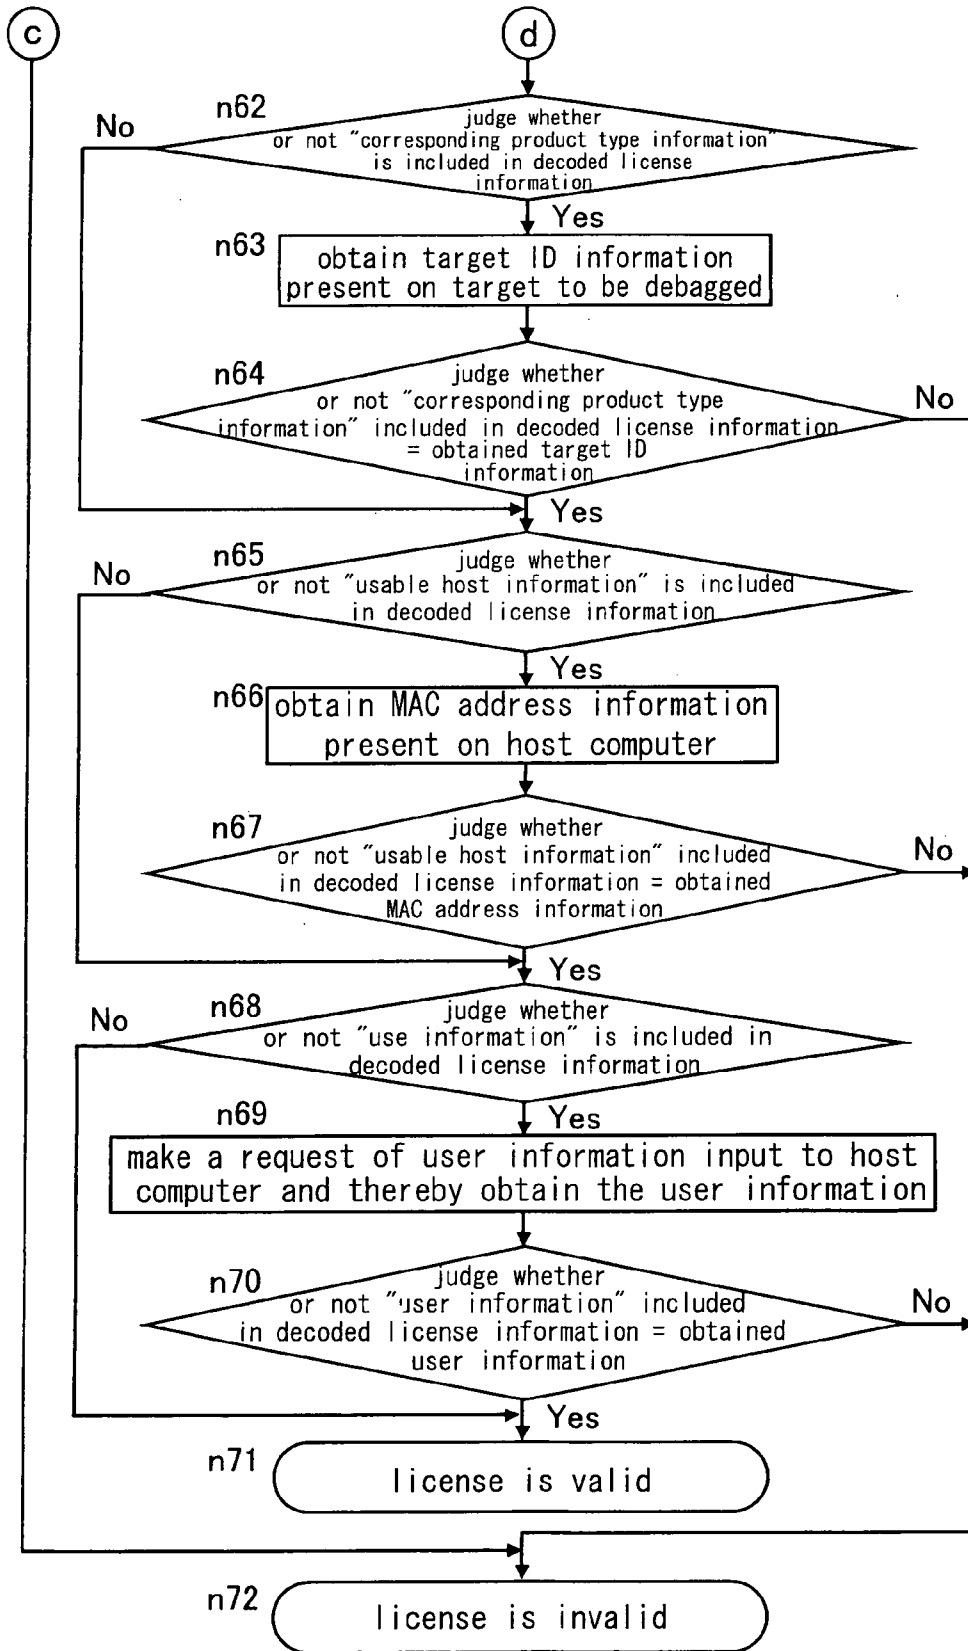 c
d
n62
No
judge whether
or not "corresponding product type information"
is included in decoded license
information
Yes
n63
obtain target ID information
present on target to be debagged
n64
judge whether
or not "corresponding product type
information" included in decoded license information
= obtained target ID
information
No
Yes
n65
No
judge whether
or not "usable host information" is included
in decoded license information
Yes
n66
obtain MAC address information
present on host computer
n67
judge whether
or not "usable host information" included
in decoded license information = obtained
MAC address information
No
Yes
n68
No
judge whether
or not "use information" is included in
decoded license information
Yes
n69
make a request of user information input to host
computer and thereby obtain the user information
n70
judge whether
or not "user information" included
in decoded license information = obtained
user information
No
Yes
n71
license is valid
n72
license is invalid